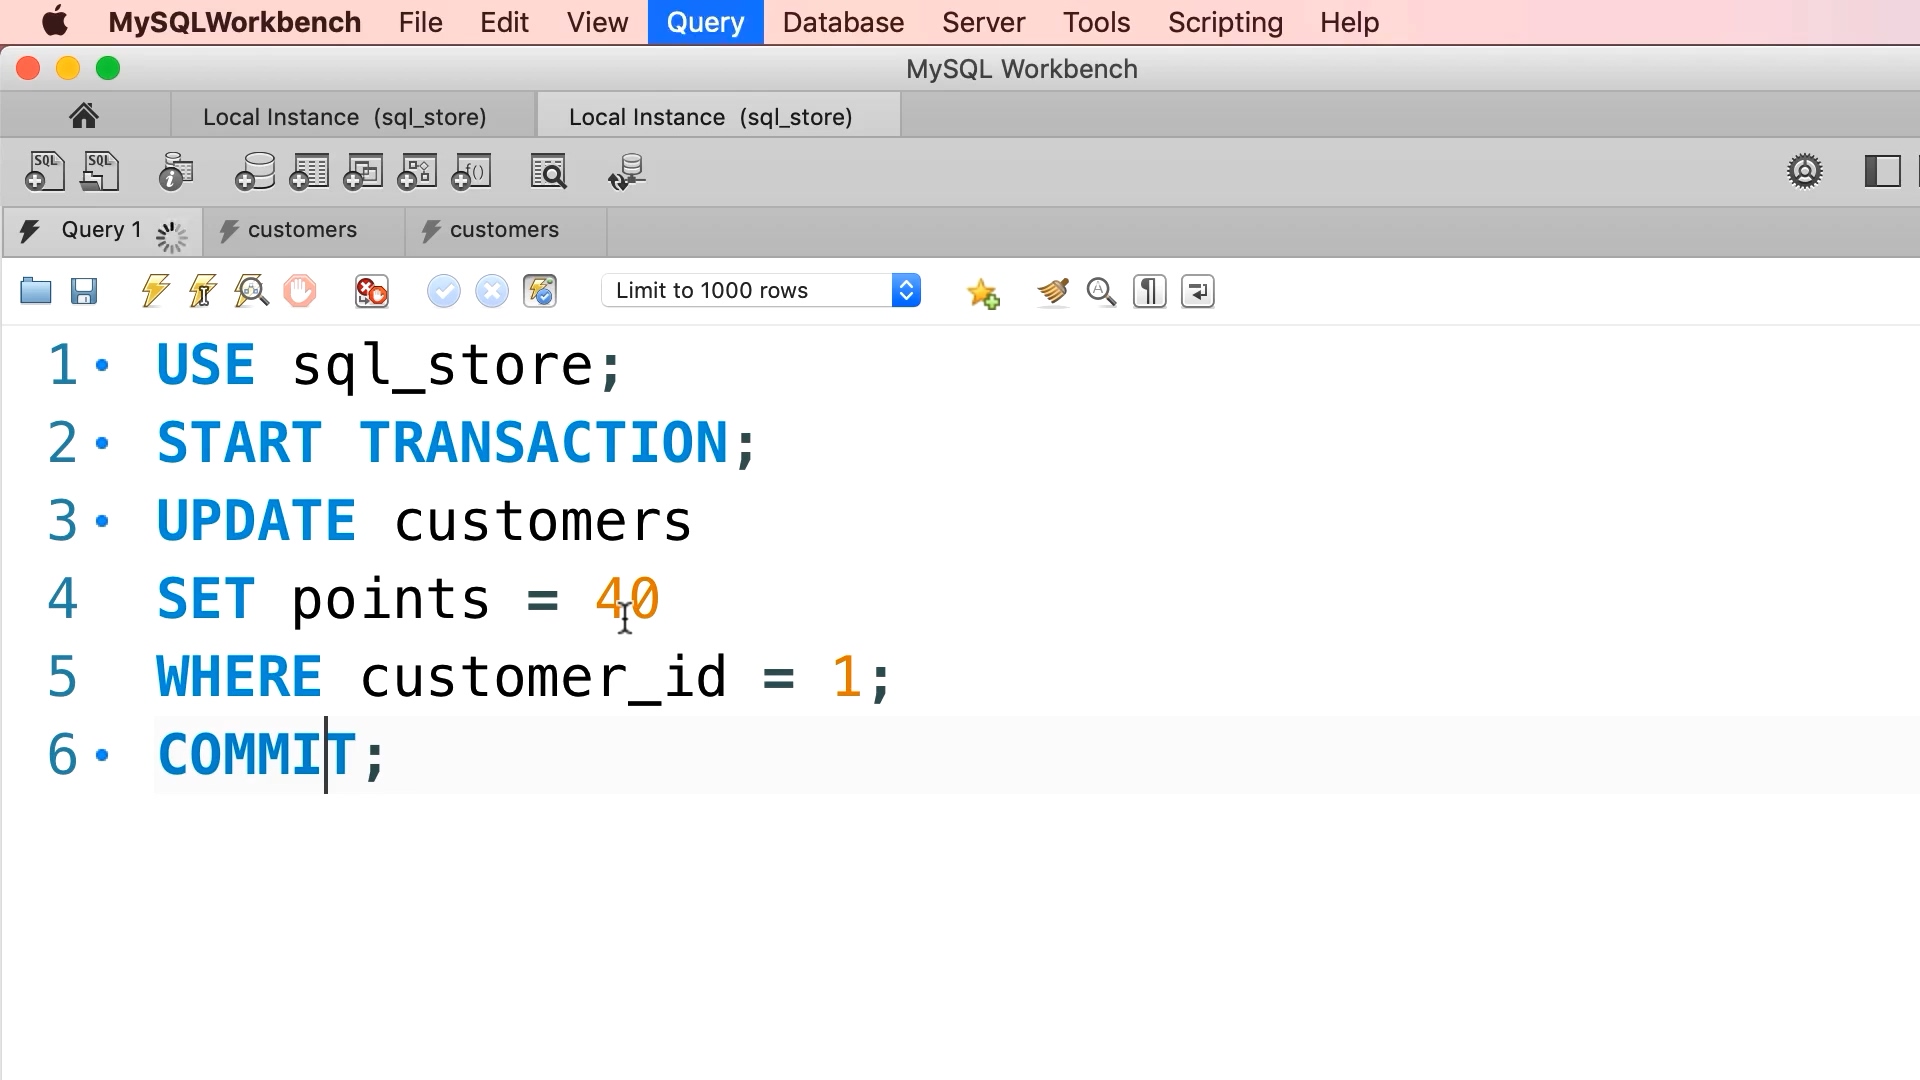 MySQLWorkbench File Edit View Query Database Server Tools Scripting Help
MySQL Workbench
Local Instance (sql_store) Local Instance (sql_store)
SQL SQL
Query 1 customers customers
Limit to 1000 rows
1 USE sql_store;
2 START TRANSACTION;
3 UPDATE customers
4 SET points = 40
5 WHERE customer_id = 1;
6 COMMIT;